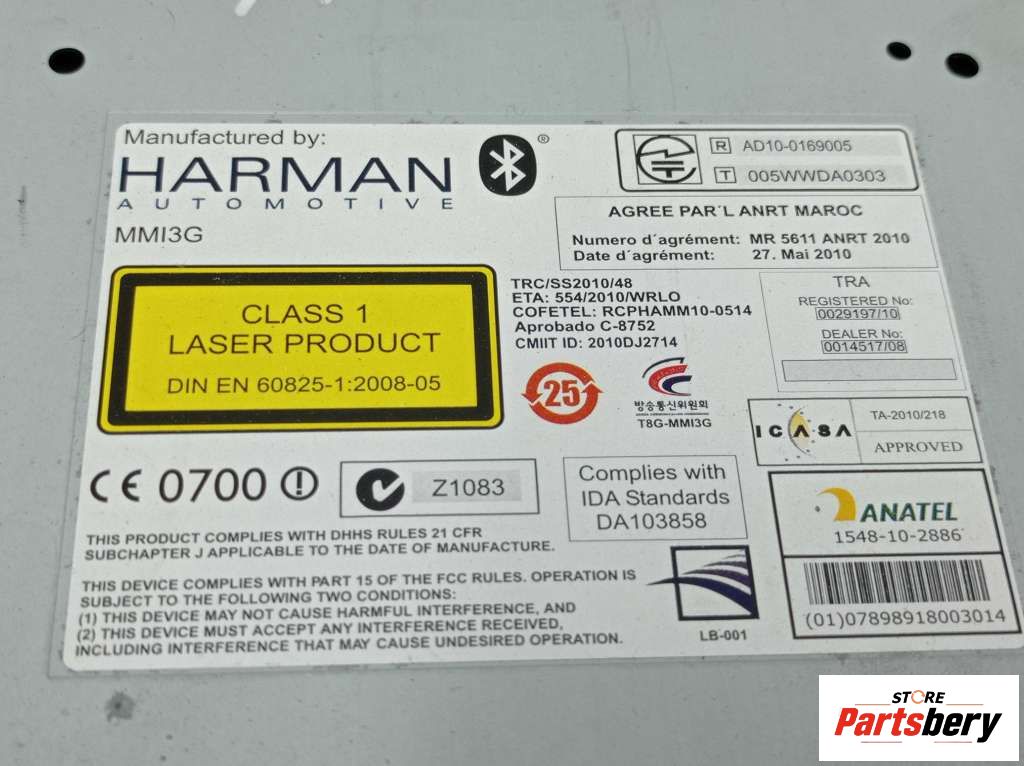 Manufactured by:
HARMAN
AUTOMOTIVE
®
MMI3G
R AD10-0169005
T 005WWDA0303
AGREE PAR´L ANRT MAROC
Numero d´agrément: MR 5611 ANRT 2010
Date d´agrément: 27. Mai 2010
CLASS 1
LASER PRODUCT
DIN EN 60825-1:2008-05
TRC/SS2010/48
ETA: 554/2010/WRLO
COFETEL: RCPHAMM10-0514
Aprobado C-8752
CMIIT ID: 2010DJ2714
TRA
REGISTERED No:
0029197/10
DEALER No:
0014517/08
25
방송통신위원회
T8G-MMI3G
ICASA
TA-2010/218
APPROVED
CE 0700
Z1083
Complies with
IDA Standards
DA103858
ANATEL
1548-10-2886
(01)07898918003014
THIS PRODUCT COMPLIES WITH DHHS RULES 21 CFR
SUBCHAPTER J APPLICABLE TO THE DATE OF MANUFACTURE.
THIS DEVICE COMPLIES WITH PART 15 OF THE FCC RULES. OPERATION IS
SUBJECT TO THE FOLLOWING TWO CONDITIONS:
(1) THIS DEVICE MAY NOT CAUSE HARMFUL INTERFERENCE, AND
(2) THIS DEVICE MUST ACCEPT ANY INTERFERENCE RECEIVED,
INCLUDING INTERFERENCE THAT MAY CAUSE UNDESIRED OPERATION.
LB-001
STORE
Partsbery